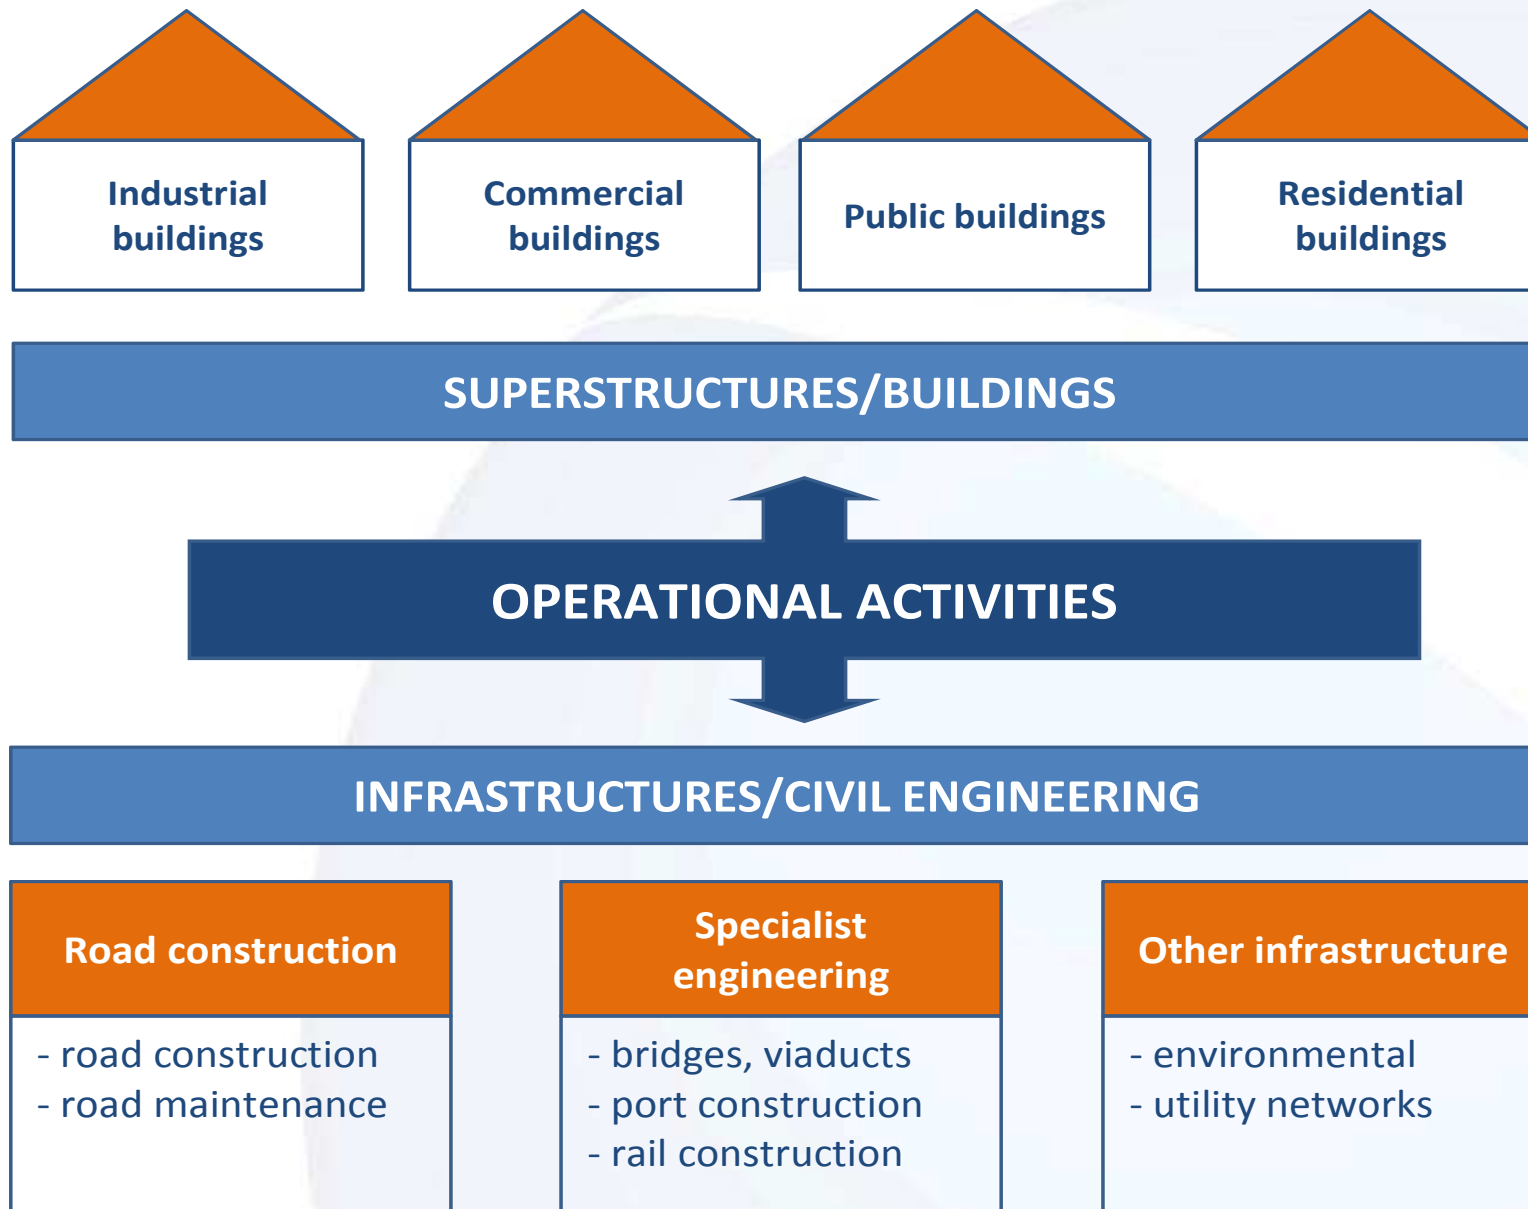 Industrial
buildings
Commercial
buildings
Public buildings
Residential
buildings
SUPERSTRUCTURES/BUILDINGS
OPERATIONAL ACTIVITIES
INFRASTRUCTURES/CIVIL ENGINEERING
Road construction
- road construction
- road maintenance
Specialist
engineering
- bridges, viaducts
- port construction
- rail construction
Other infrastructure
- environmental
- utility networks